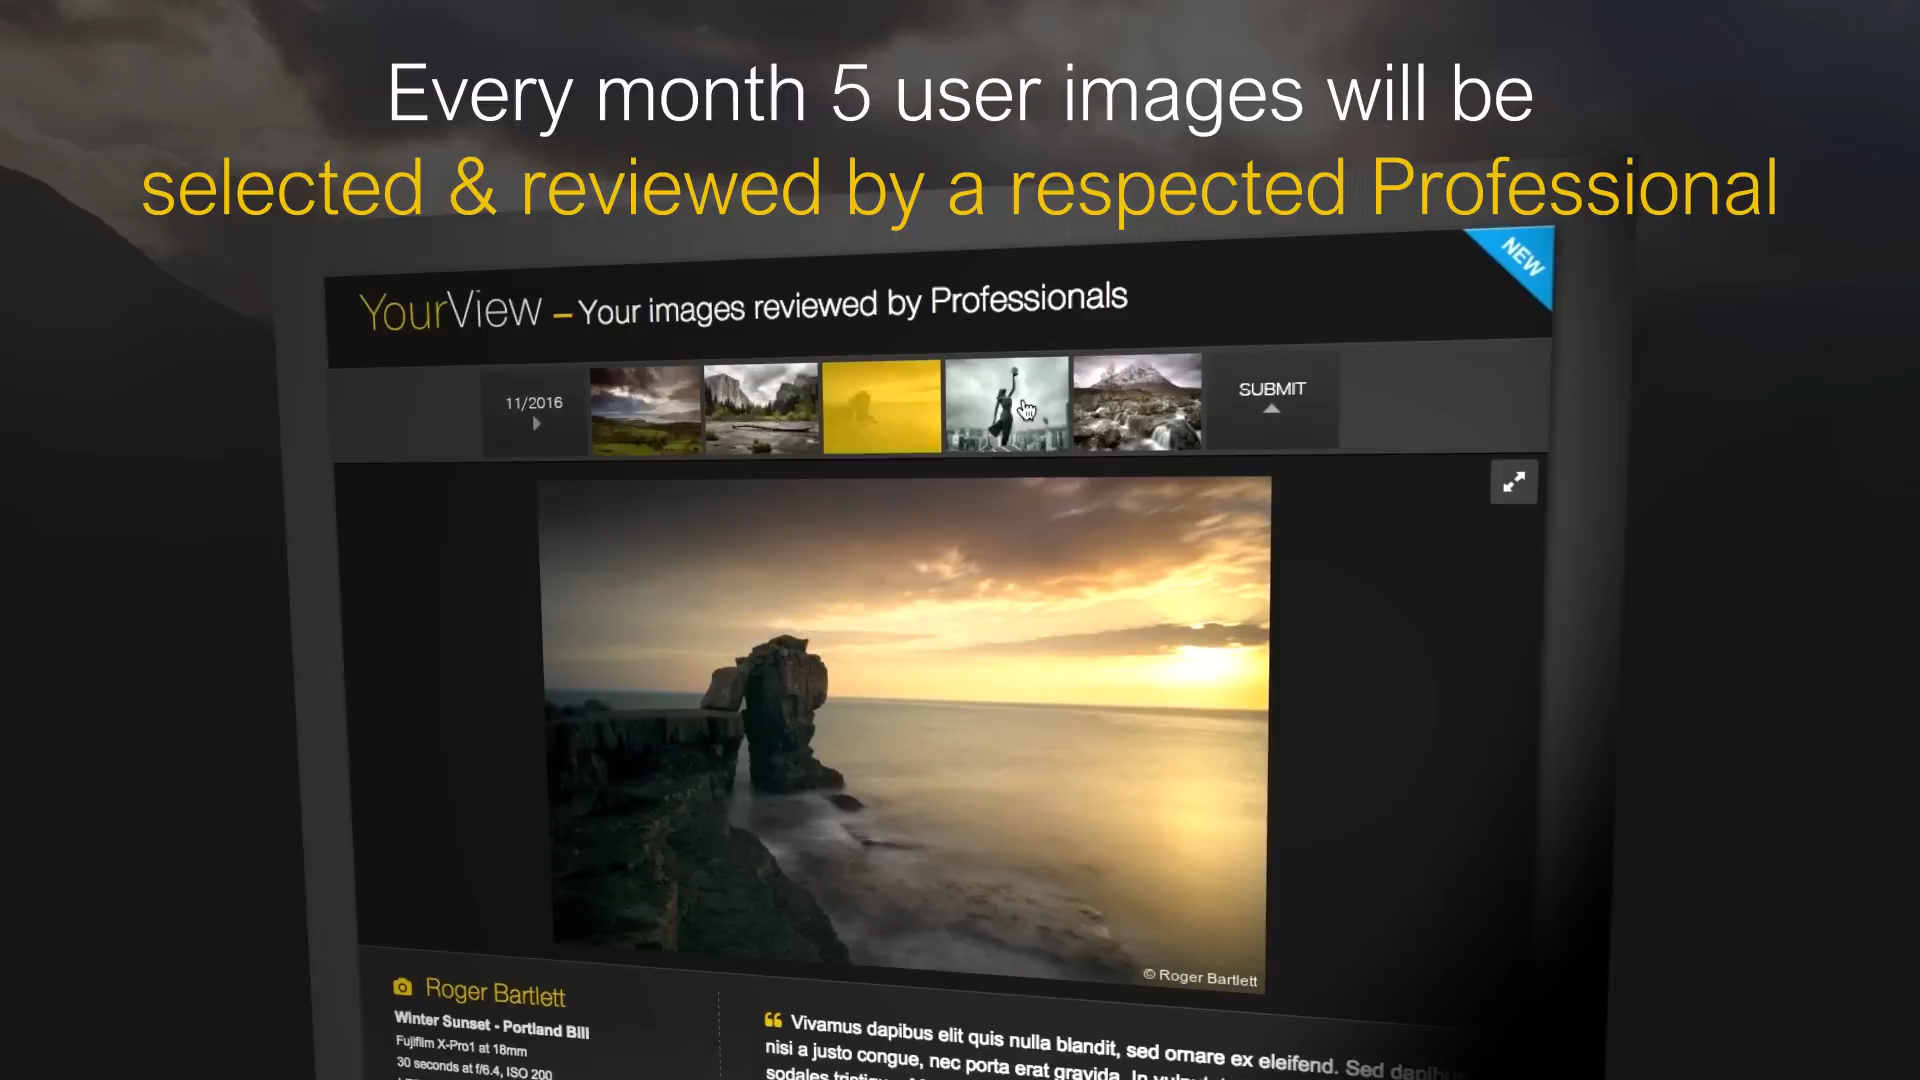 Every month 5 user images will be
selected & reviewed by a respected Professional
NEW
YourView – Your images reviewed by Professionals
11/2016
SUBMIT
© Roger Bartlett
Roger Bartlett
Winter Sunset - Portland Bill
Fujifilm X-Pro1 at 18mm
30 seconds at f/6.4, ISO 200
Vivamus dapibus elit quis nulla blandit, sed ornare ex eleifend. Sed dapibus
nisi a justo congue, nec porta erat gravida. In
sodales